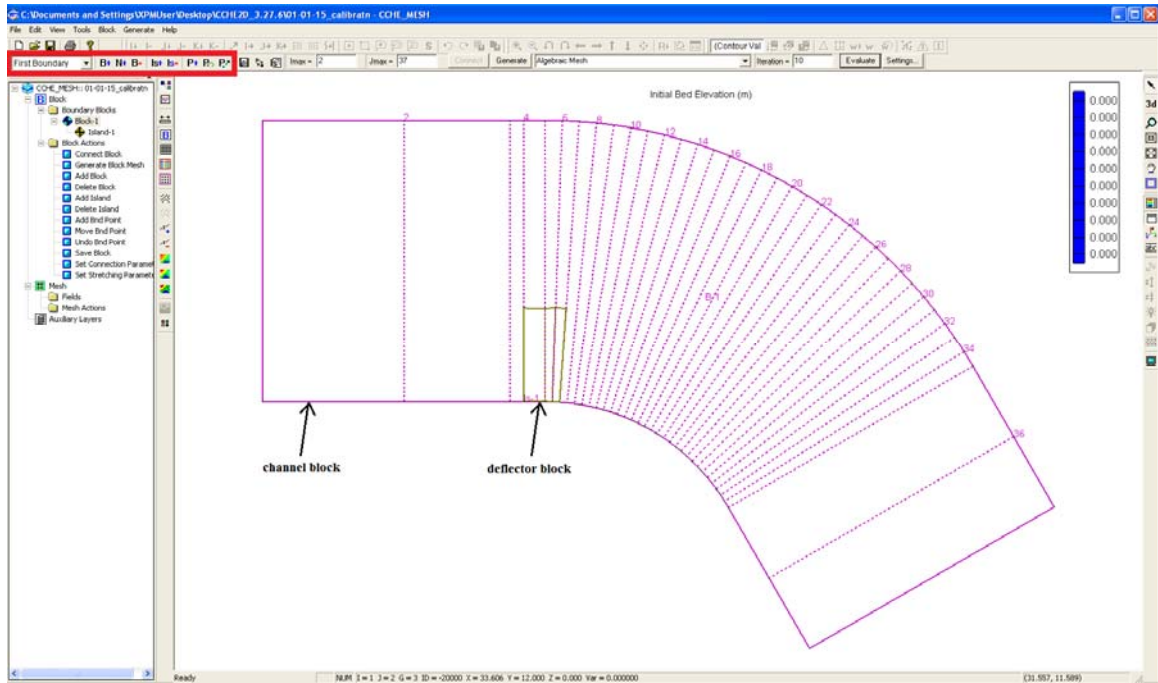 C:\Documents and Settings\XPMUser\Desktop\CCHE2D_3.27.6\01-01-15_calibratn - CCHE_MESH
File Edit View Tools Block Generate Help
(Contour Val
First Boundary B+ N+ B- Is+ Is- P+ Imax = 2 Jmax = 37 Connect Generate Algebraic Mesh Iteration = 10 Evaluate Settings...
CCHE_MESH:: 01-01-15_calibratn
Block
Boundary Blocks
Block-1
Island-1
Block Actions
Connect Block
Generate Block Mesh
Add Block
Delete Block
Add Island
Delete Island
Add Bnd Point
Move Bnd Point
Undo Bnd Point
Save Block
Set Connection Paramet
Set Stretching Paramete
Mesh
Fields
Mesh Actions
Auxiliary Layers
Initial Bed Elevation (m)
2
4
6
8
10
12
14
16
18
20
22
24
26
28
30
32
34
36
B-1
channel block
deflector block
0.000
0.000
0.000
0.000
0.000
0.000
0.000
0.000
0.000
0.000
3d
Ready NUM I = 1 J = 2 G = 3 ID = -20000 X = 33.606 Y = 12.000 Z = 0.000 Var = 0.000000 (31.557, 11.589)